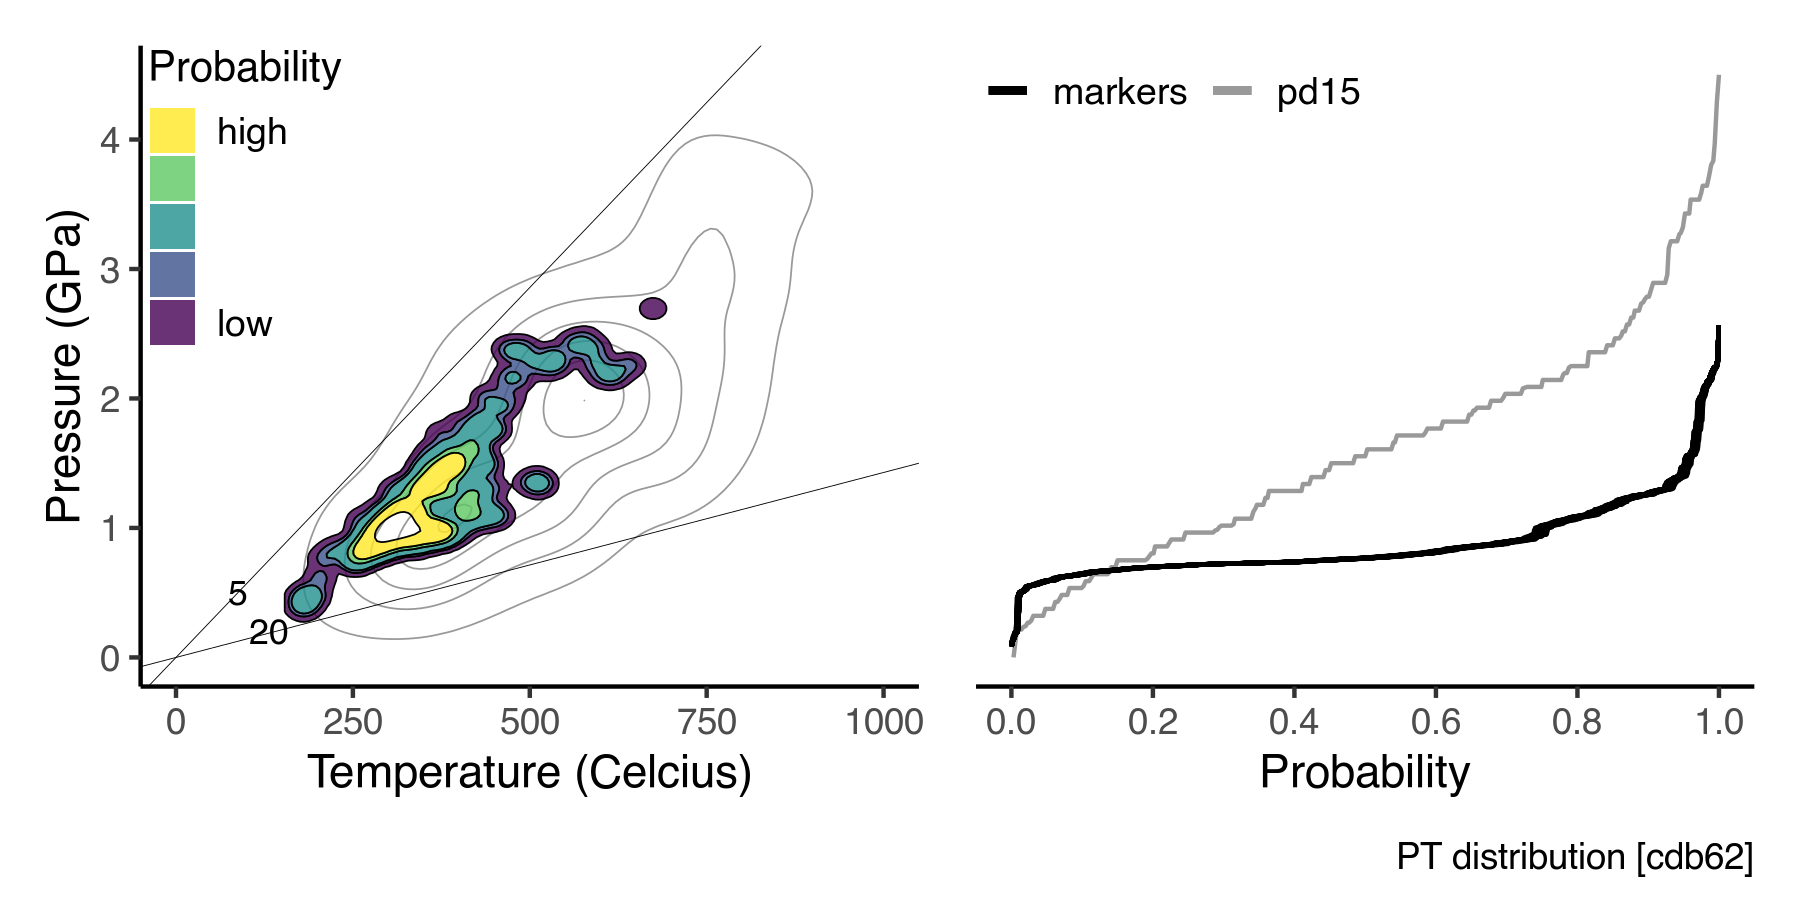 Probability
high
low
4
3
2
1
0
Pressure (GPa)
5
20
0 250 500 750 1000
Temperature (Celcius)
markers pd15
0.0 0.2 0.4 0.6 0.8 1.0
Probability
PT distribution [cdb62]